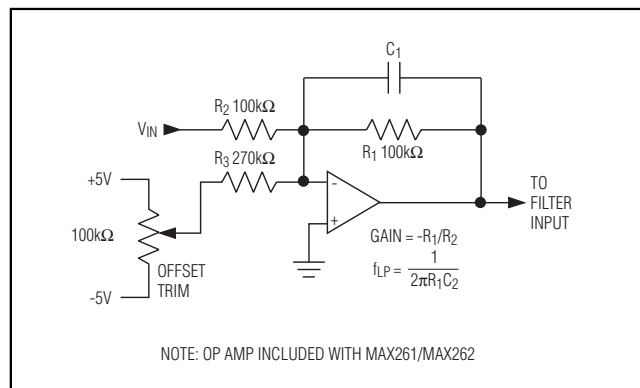 C1
R2 100kΩ
VIN
R1 100kΩ
R3 270kΩ
+5V
-
+
TO
FILTER
INPUT
100kΩ
OFFSET
TRIM
-5V
GAIN = -R1/R2
fLP = 1
2πR1C2
NOTE: OP AMP INCLUDED WITH MAX261/MAX262